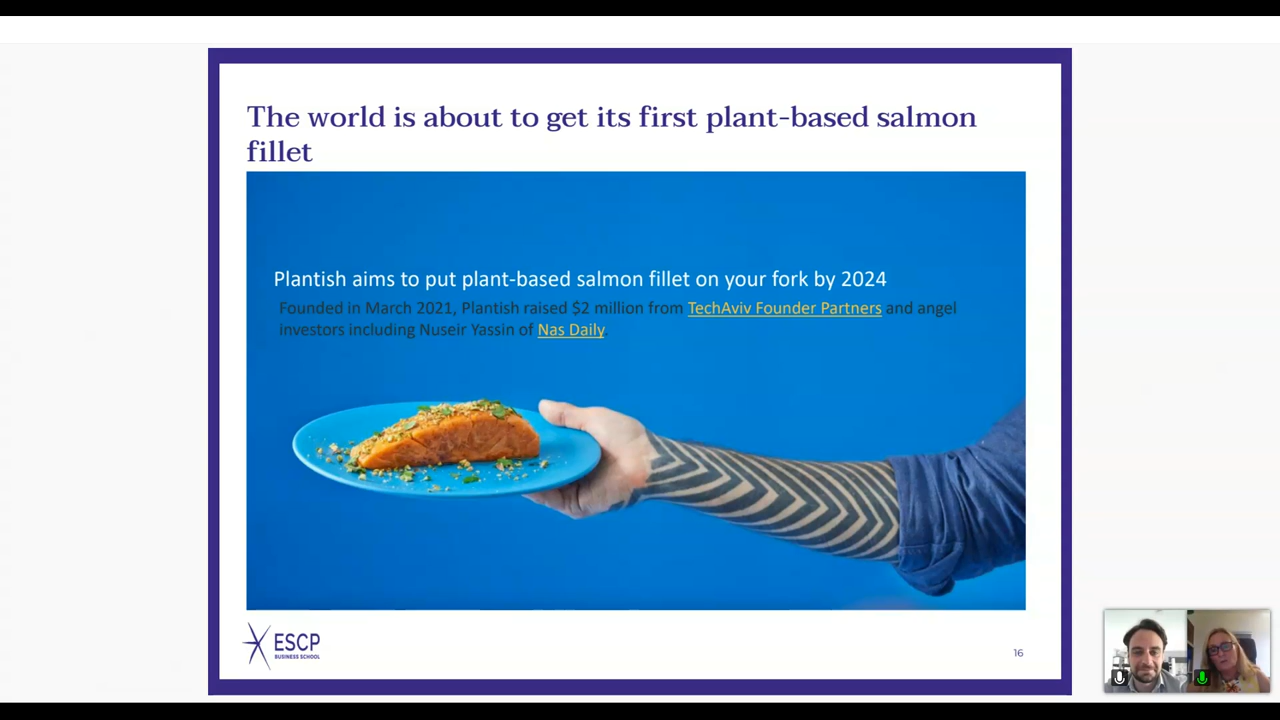 The world is about to get its first plant-based salmon
fillet
Plantish aims to put plant-based salmon fillet on your fork by 2024
Founded in March 2021, Plantish raised $2 million from TechAviv Founder Partners and angel
investors including Nuseir Yassin of Nas Daily.
ESCP
BUSINESS SCHOOL
16